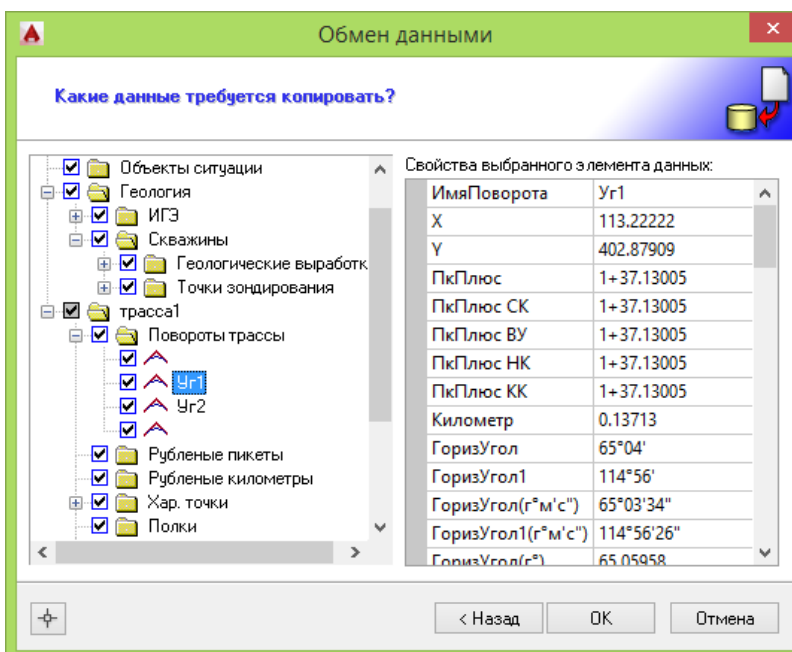 Обмен данными
Какие данные требуется копировать?
Объекты ситуации
Геология
ИГЭ
Скважины
Геологические выработк
Точки зондирования
трасса1
Повороты трассы
Уг1
Уг2
Рубленые пикеты
Рубленые километры
Хар. точки
Полки
Свойства выбранного элемента данных:
ИмяПоворота Уг1
X 113.22222
Y 402.87909
ПкПлюс 1+37.13005
ПкПлюс СК 1+37.13005
ПкПлюс ВУ 1+37.13005
ПкПлюс НК 1+37.13005
ПкПлюс КК 1+37.13005
Километр 0.13713
ГоризУгол 65°04'
ГоризУгол1 114°56'
ГоризУгол(г°м'с") 65°03'34"
ГоризУгол1(г°м'с") 114°56'26"
ГоризУгол(г°) 65.05958
< Назад OK Отмена